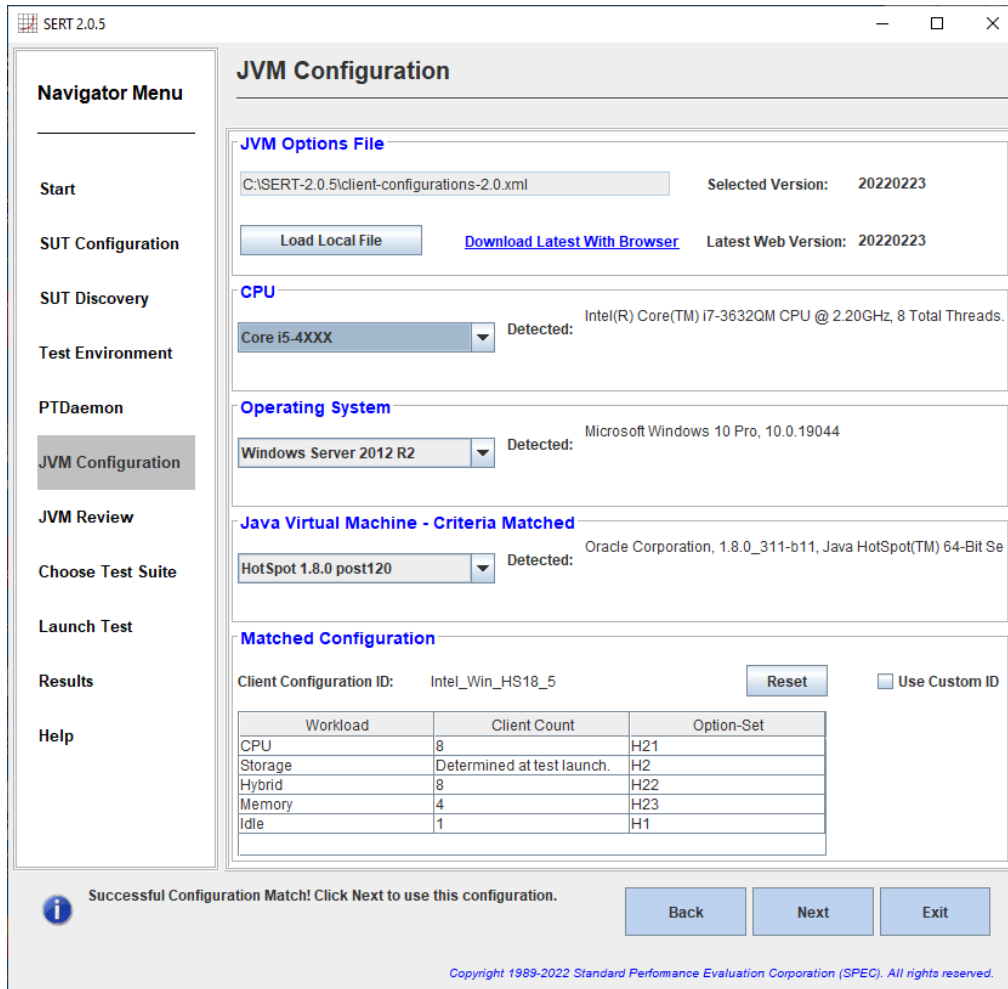 SERT 2.0.5
Navigator Menu
Start
SUT Configuration
SUT Discovery
Test Environment
PTDaemon
JVM Configuration
JVM Review
Choose Test Suite
Launch Test
Results
Help
JVM Configuration
JVM Options File
C:\SERT-2.0.5\client-configurations-2.0.xml Selected Version: 20220223
Load Local File Download Latest With Browser Latest Web Version: 20220223
CPU
Core i5-4XXX Detected: Intel(R) Core(TM) i7-3632QM CPU @ 2.20GHz, 8 Total Threads.
Operating System
Windows Server 2012 R2 Detected: Microsoft Windows 10 Pro, 10.0.19044
Java Virtual Machine - Criteria Matched
HotSpot 1.8.0 post120 Detected: Oracle Corporation, 1.8.0_311-b11, Java HotSpot(TM) 64-Bit Se
Matched Configuration
Client Configuration ID: Intel_Win_HS18_5 Reset Use Custom ID
Workload Client Count Option-Set
CPU 8 H21
Storage Determined at test launch. H2
Hybrid 8 H22
Memory 4 H23
Idle 1 H1
Successful Configuration Match! Click Next to use this configuration.
Back Next Exit
Copyright 1989-2022 Standard Performance Evaluation Corporation (SPEC). All rights reserved.